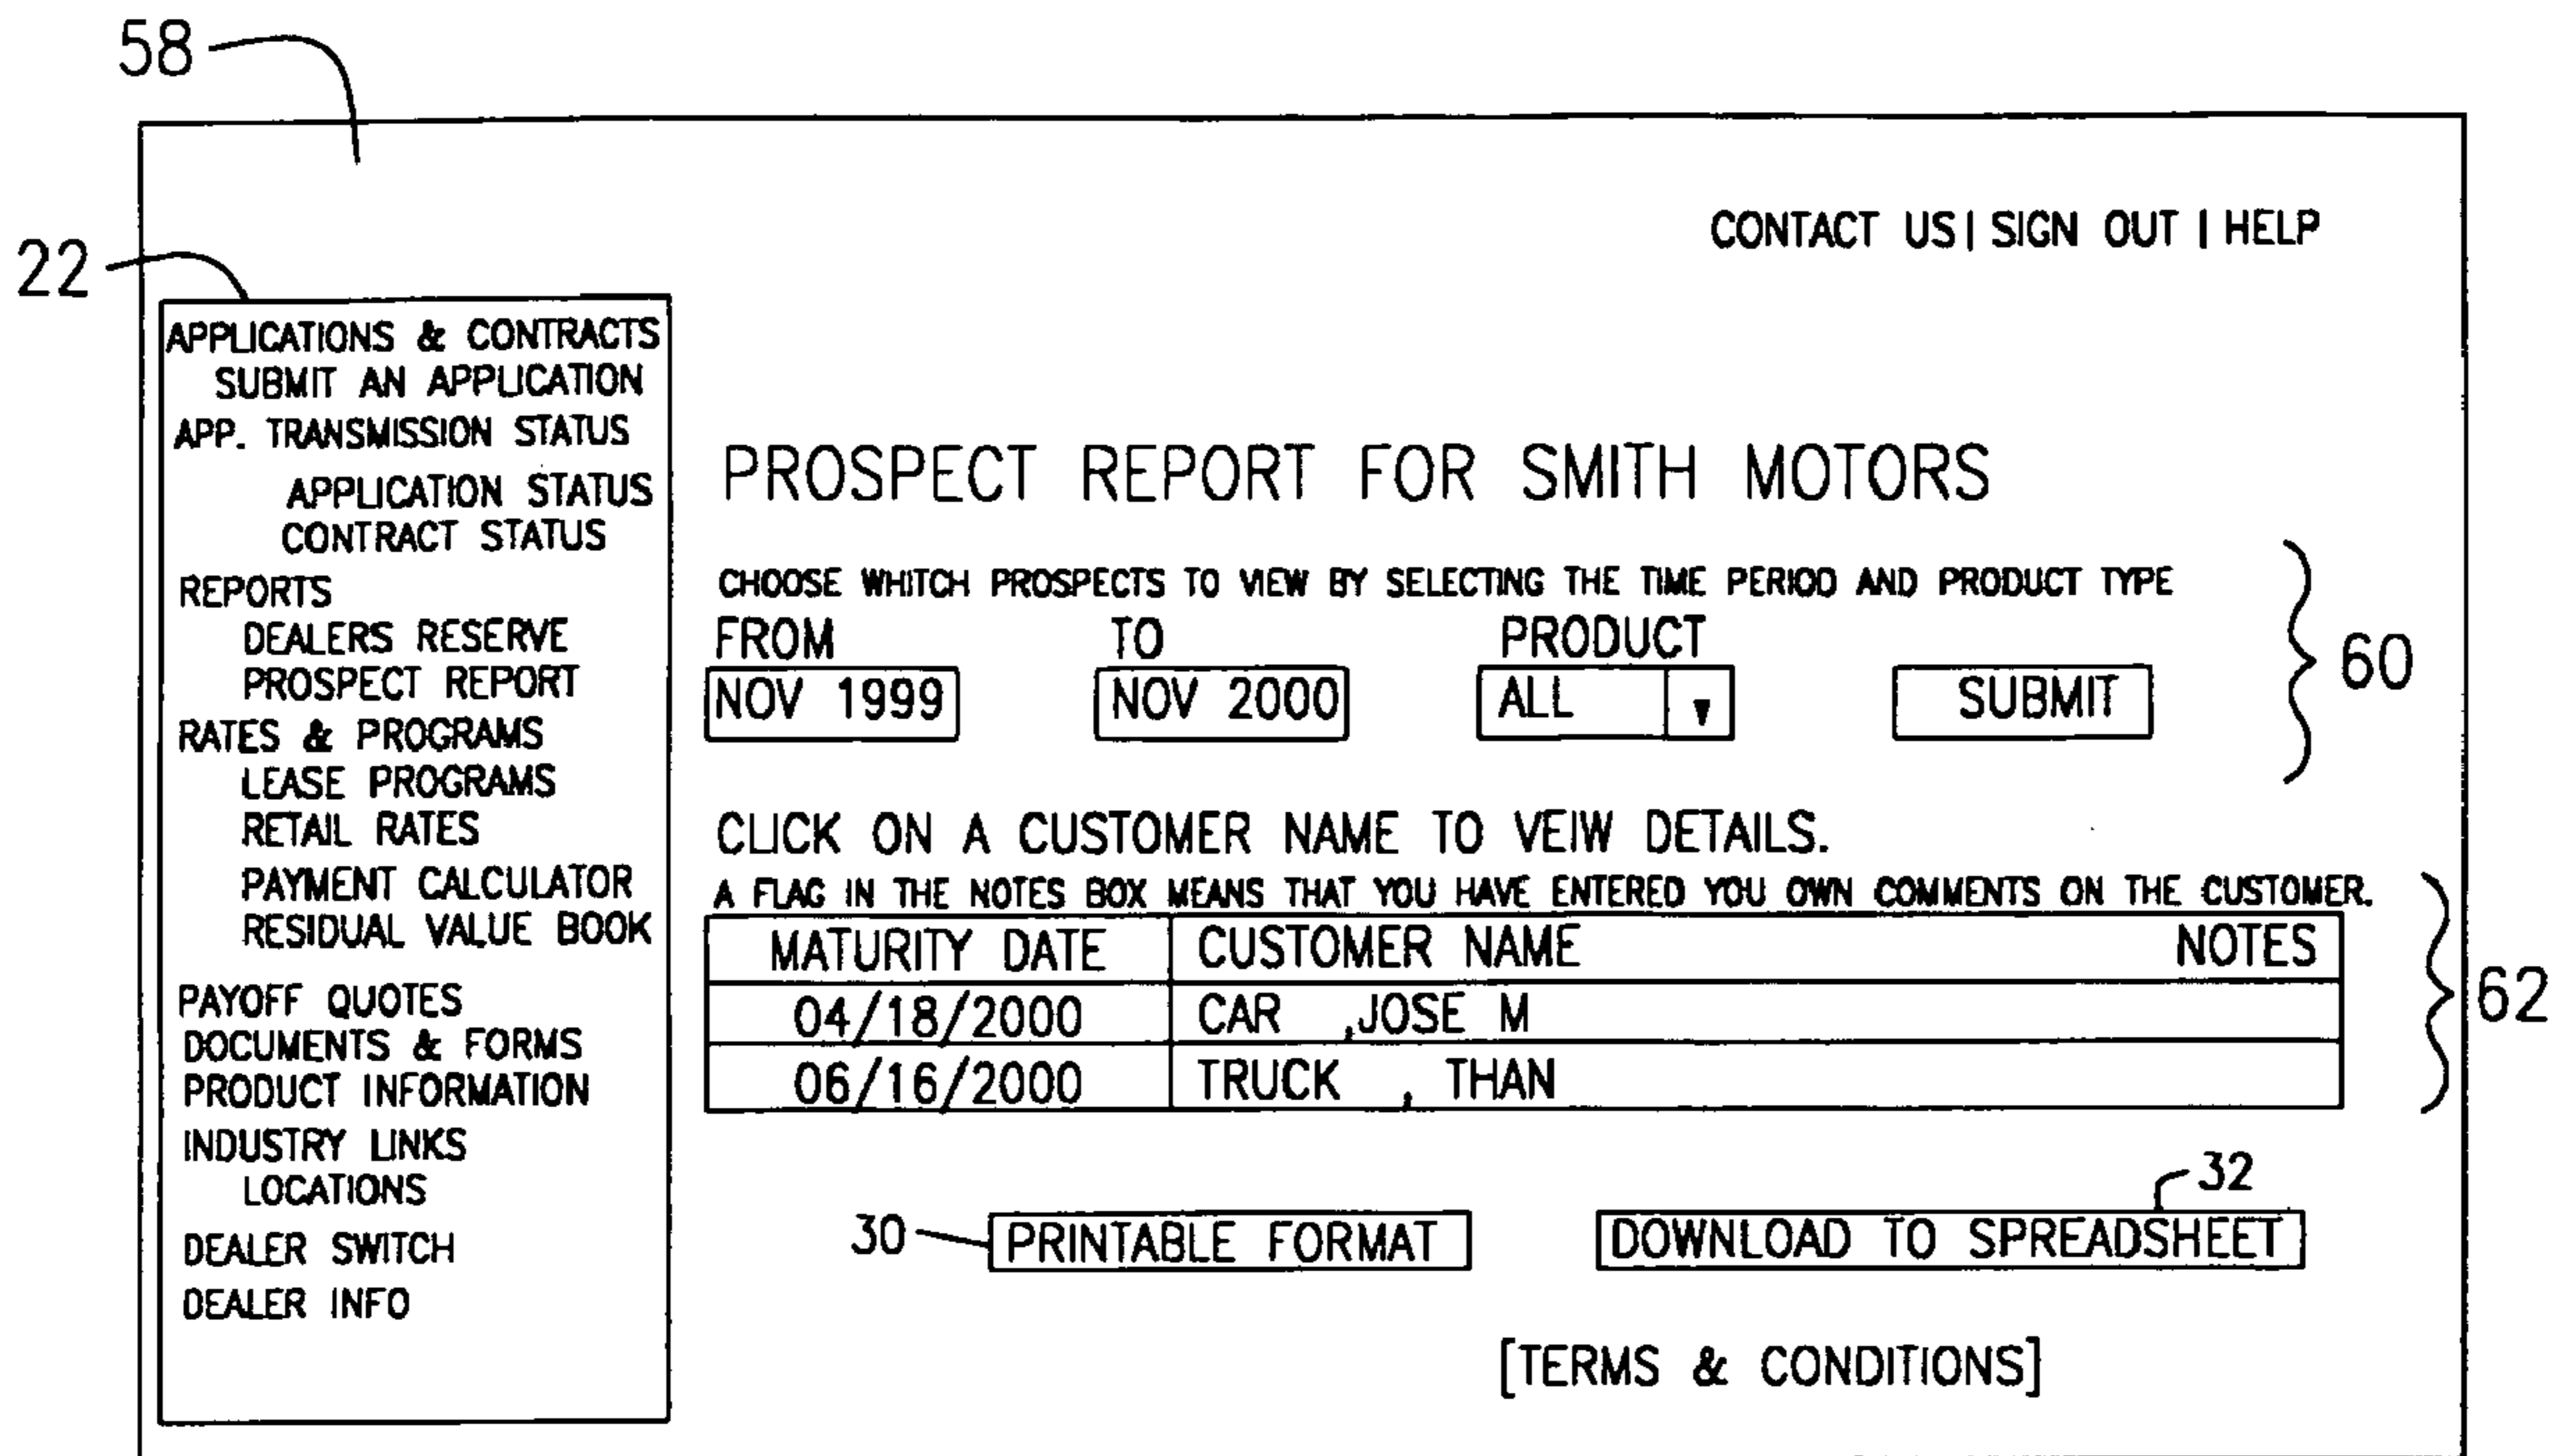 58
CONTACT US | SIGN OUT | HELP
22
APPLICATIONS & CONTRACTS
SUBMIT AN APPLICATION
APP. TRANSMISSION STATUS
APPLICATION STATUS
CONTRACT STATUS
REPORTS
DEALERS RESERVE
PROSPECT REPORT
RATES & PROGRAMS
LEASE PROGRAMS
RETAIL RATES
PAYMENT CALCULATOR
RESIDUAL VALUE BOOK
PAYOFF QUOTES
DOCUMENTS & FORMS
PRODUCT INFORMATION
INDUSTRY LINKS
LOCATIONS
DEALER SWITCH
DEALER INFO
PROSPECT REPORT FOR SMITH MOTORS
CHOOSE WHITCH PROSPECTS TO VIEW BY SELECTING THE TIME PERIOD AND PRODUCT TYPE
FROM TO PRODUCT
NOV 1999 NOV 2000 ALL ▼ SUBMIT
60
CLICK ON A CUSTOMER NAME TO VEIW DETAILS.
A FLAG IN THE NOTES BOX MEANS THAT YOU HAVE ENTERED YOU OWN COMMENTS ON THE CUSTOMER.
MATURITY DATE CUSTOMER NAME NOTES
04/18/2000 CAR ,JOSE M
06/16/2000 TRUCK , THAN
62
30 PRINTABLE FORMAT
32
DOWNLOAD TO SPREADSHEET
[TERMS & CONDITIONS]